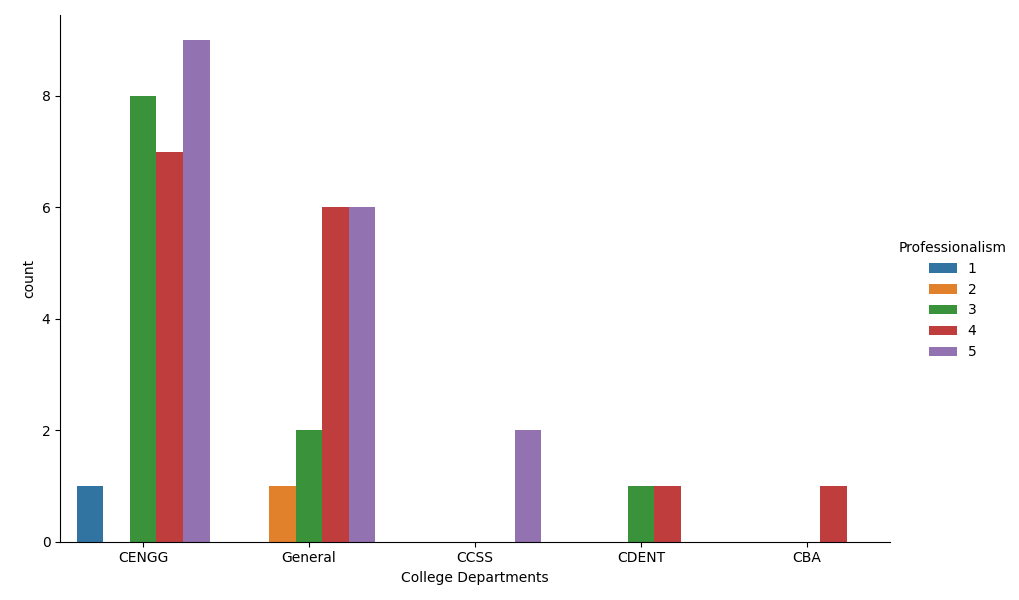 8
6
4
2
0
count
CENGG General CCSS CDENT CBA
College Departments
Professionalism
1
2
3
4
5